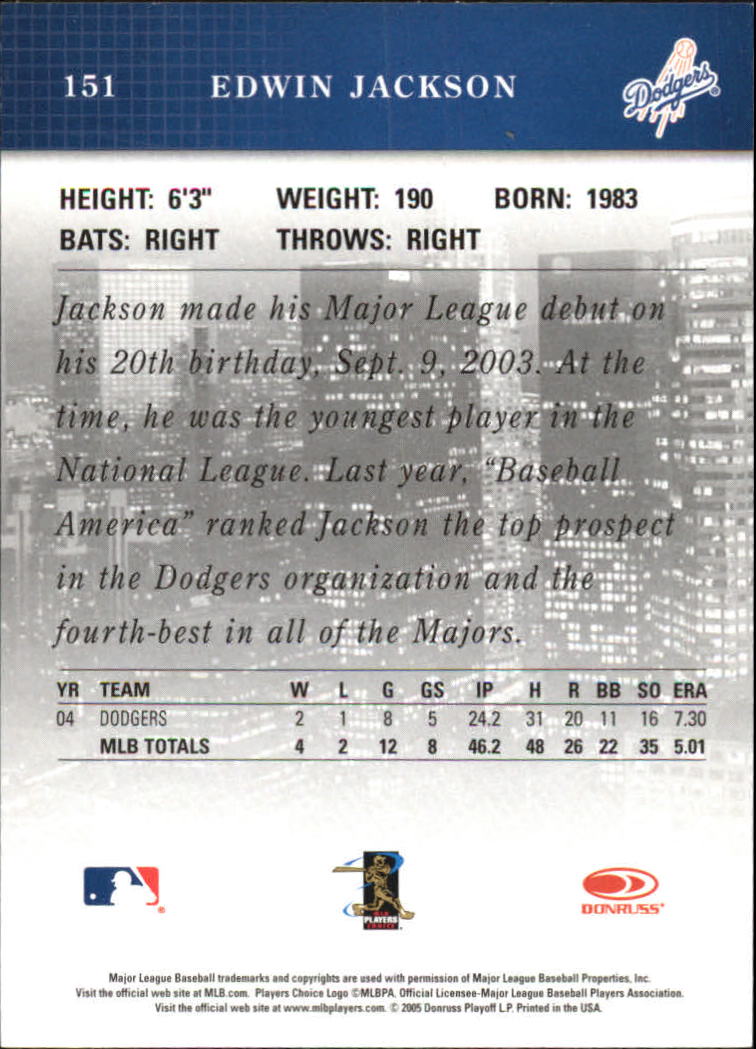 151 EDWIN JACKSON
Dodgers®
HEIGHT: 6'3" WEIGHT: 190 BORN: 1983
BATS: RIGHT THROWS: RIGHT
Jackson made his Major League debut on
his 20th birthday, Sept. 9, 2003. At the
time, he was the youngest player in the
National League. Last year, “Baseball
America” ranked Jackson the top prospect
in the Dodgers organization and the
fourth-best in all of the Majors.
YR TEAM W L G GS IP H R BB SO ERA
04 DODGERS 2 1 8 5 24.2 31 20 11 16 7.30
MLB TOTALS 4 2 12 8 46.2 48 26 22 35 5.01
MLB
PLAYERS
CHOICE
DONRUSS
Major League Baseball trademarks and copyrights are used with permission of Major League Baseball Properties, Inc.
Visit the official web site at MLB.com. Players Choice Logo ©MLBPA, Official Licensee-Major League Baseball Players Association.
Visit the official web site at www.mlbplayers.com. © 2005 Donruss Playoff L.P. Printed in the USA.